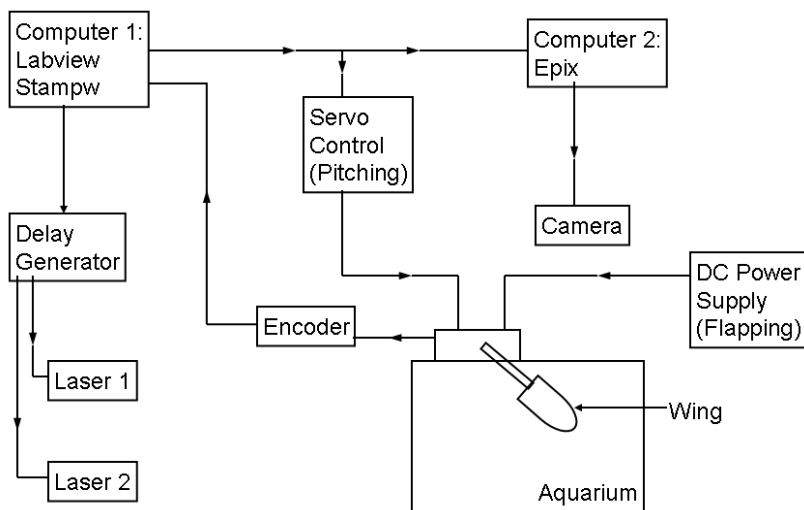 Computer 1:
Labview
Stampw
Computer 2:
Epix
Servo
Control
(Pitching)
Camera
Delay
Generator
DC Power
Supply
(Flapping)
Encoder
Laser 1
Wing
Laser 2
Aquarium